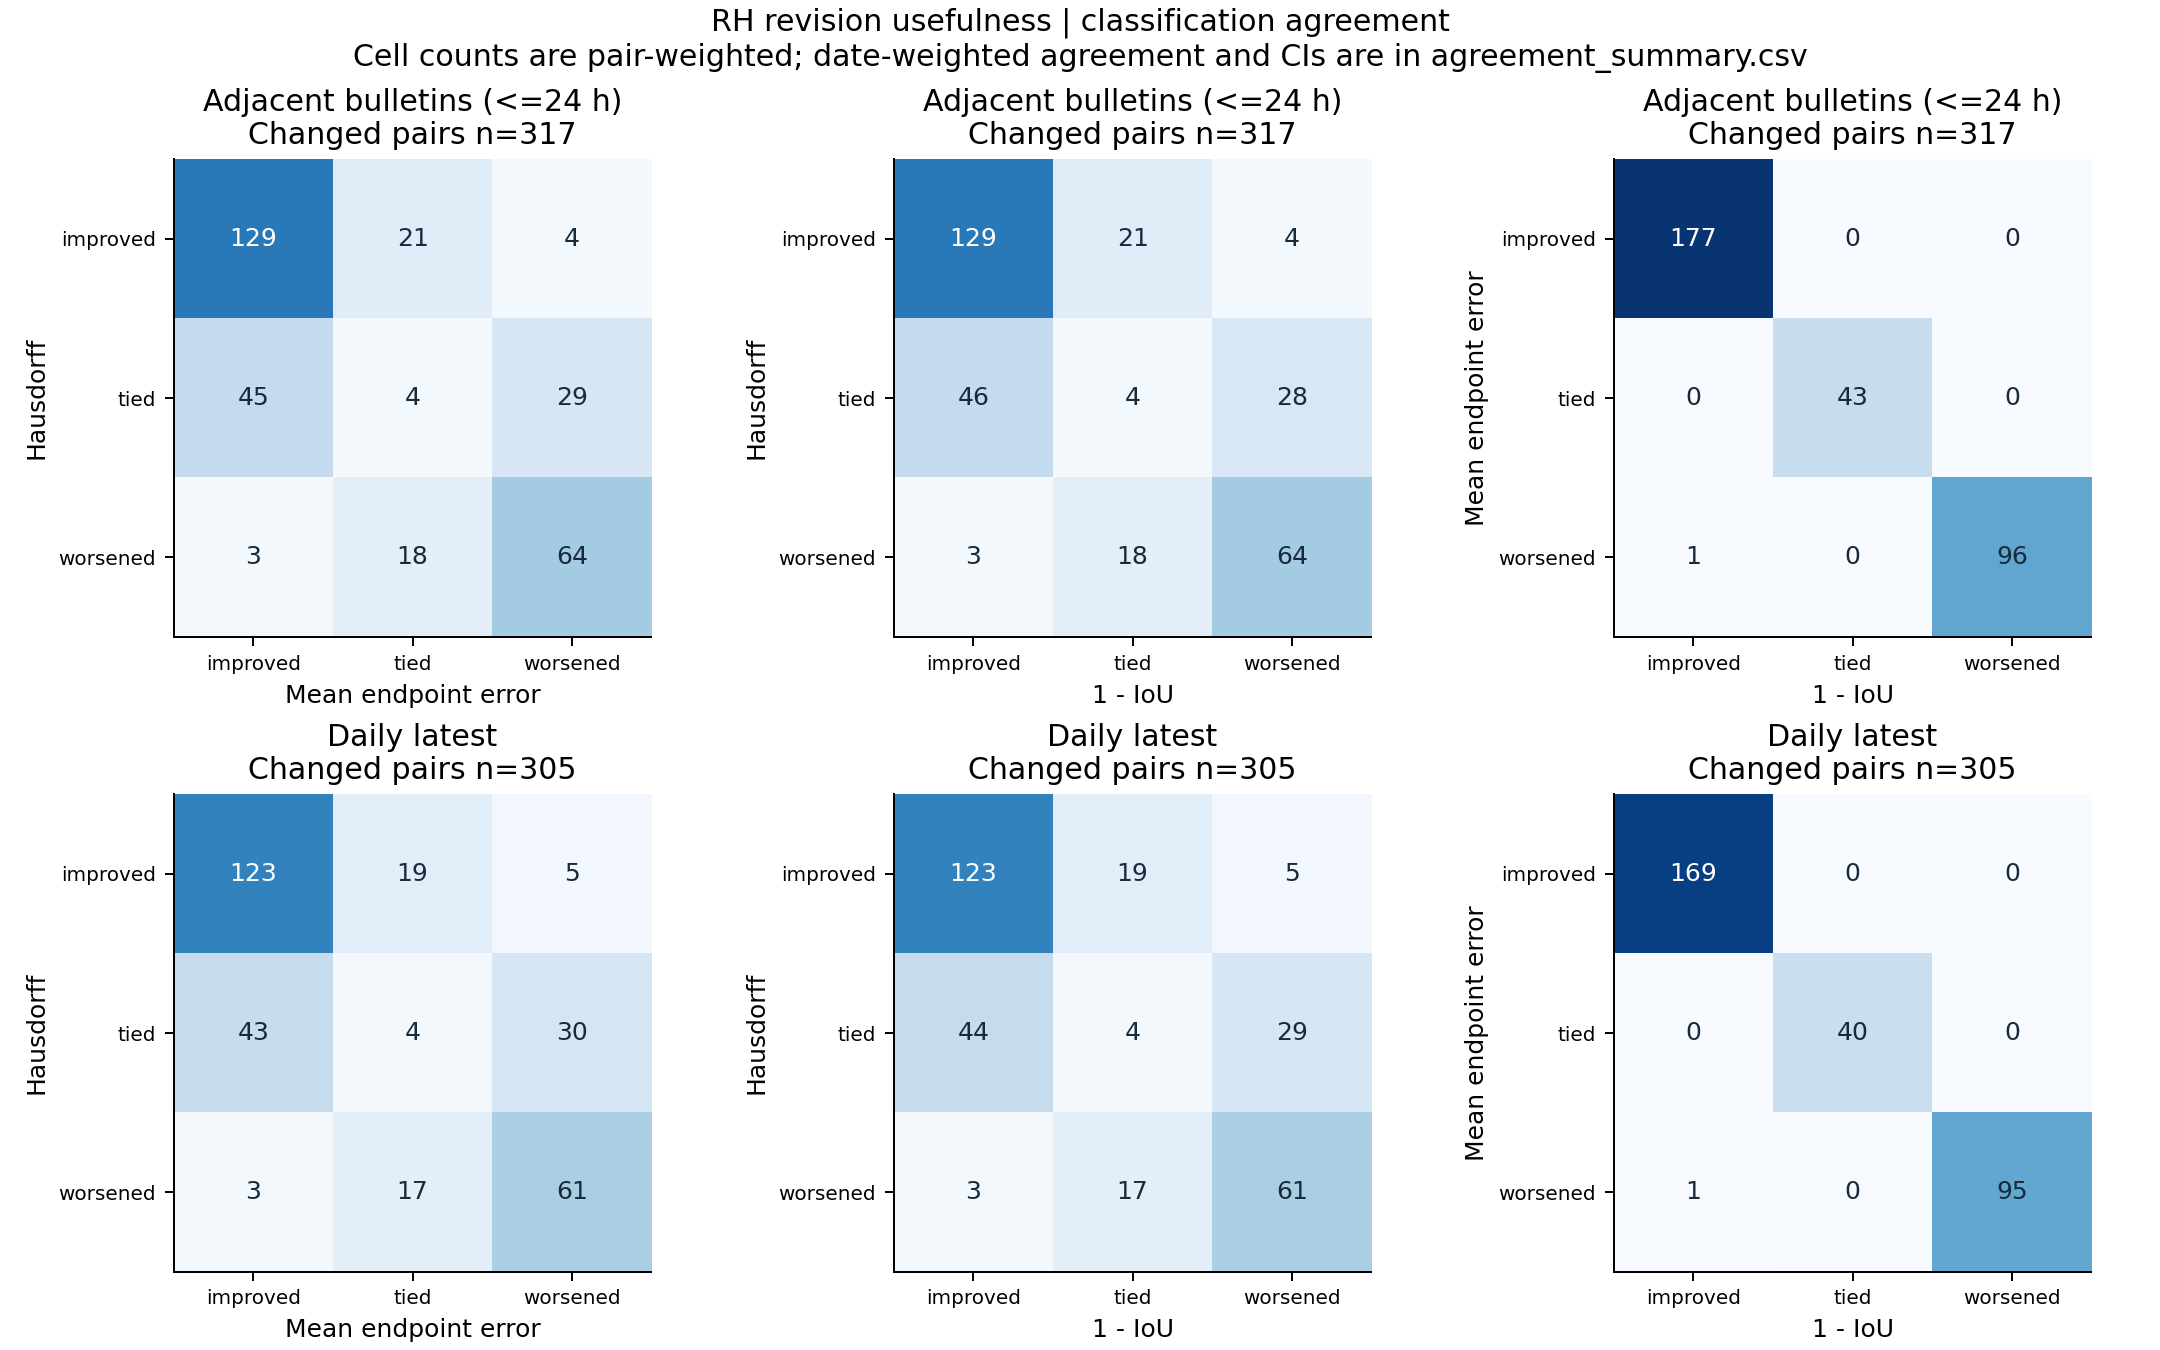 RH revision usefulness | classification agreement
Cell counts are pair-weighted; date-weighted agreement and CIs are in agreement_summary.csv
Adjacent bulletins (<=24 h)
Changed pairs n=317
Hausdorff
improved 129 21 4
tied 45 4 29
worsened 3 18 64
improved tied worsened
Mean endpoint error
Adjacent bulletins (<=24 h)
Changed pairs n=317
Hausdorff
improved 129 21 4
tied 46 4 28
worsened 3 18 64
improved tied worsened
1 - IoU
Adjacent bulletins (<=24 h)
Changed pairs n=317
Mean endpoint error
improved 177 0 0
tied 0 43 0
worsened 1 0 96
improved tied worsened
1 - IoU
Daily latest
Changed pairs n=305
Hausdorff
improved 123 19 5
tied 43 4 30
worsened 3 17 61
improved tied worsened
Mean endpoint error
Daily latest
Changed pairs n=305
Hausdorff
improved 123 19 5
tied 44 4 29
worsened 3 17 61
improved tied worsened
1 - IoU
Daily latest
Changed pairs n=305
Mean endpoint error
improved 169 0 0
tied 0 40 0
worsened 1 0 95
improved tied worsened
1 - IoU